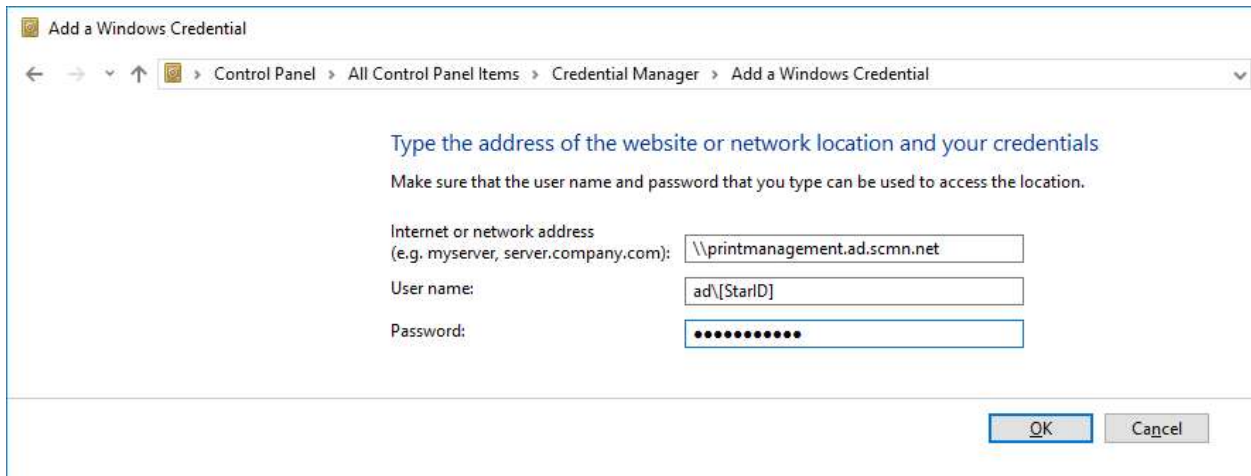 Add a Windows Credential
Control Panel > All Control Panel Items > Credential Manager > Add a Windows Credential
Type the address of the website or network location and your credentials
Make sure that the user name and password that you type can be used to access the location.
Internet or network address
(e.g. myserver, server.company.com): \\printmanagement.ad.scmn.net
User name: ad\[StarID]
Password: ●●●●●●●●●●●
OK Cancel